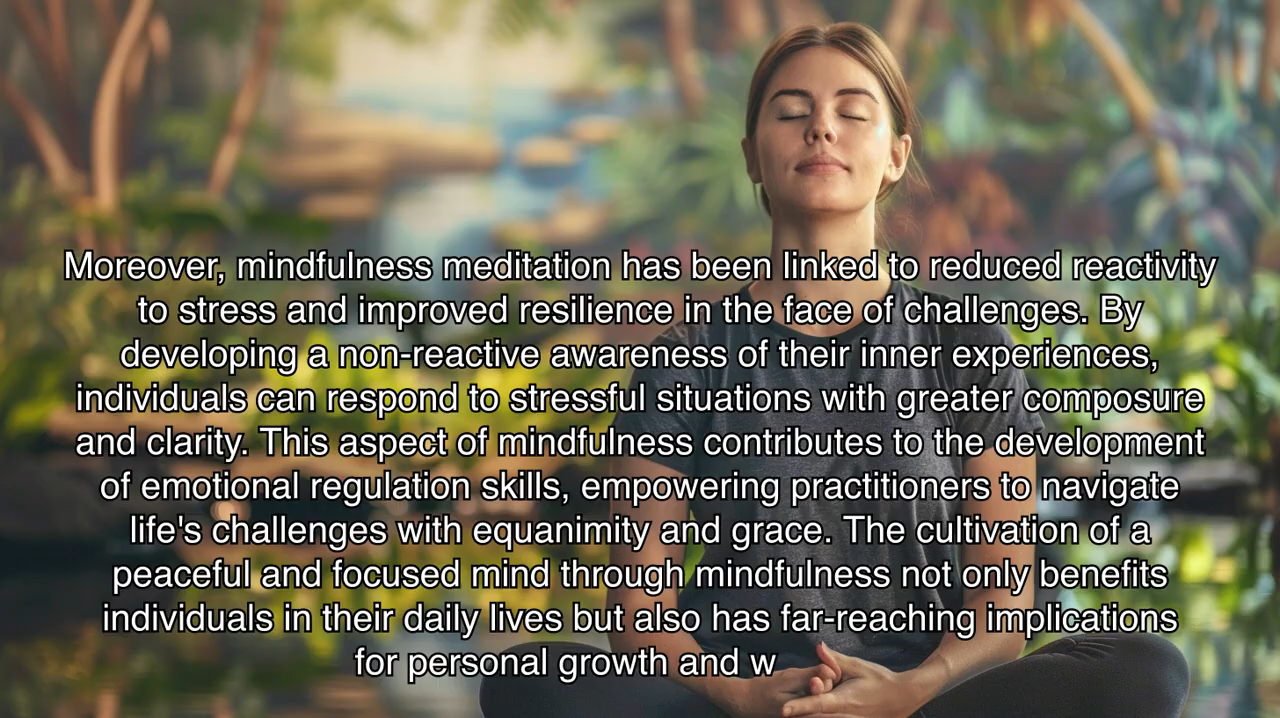 Moreover, mindfulness meditation has been linked to reduced reactivity
to stress and improved resilience in the face of challenges. By
developing a non-reactive awareness of their inner experiences,
individuals can respond to stressful situations with greater composure
and clarity. This aspect of mindfulness contributes to the development
of emotional regulation skills, empowering practitioners to navigate
life's challenges with equanimity and grace. The cultivation of a
peaceful and focused mind through mindfulness not only benefits
individuals in their daily lives but also has far-reaching implications
for personal growth and w